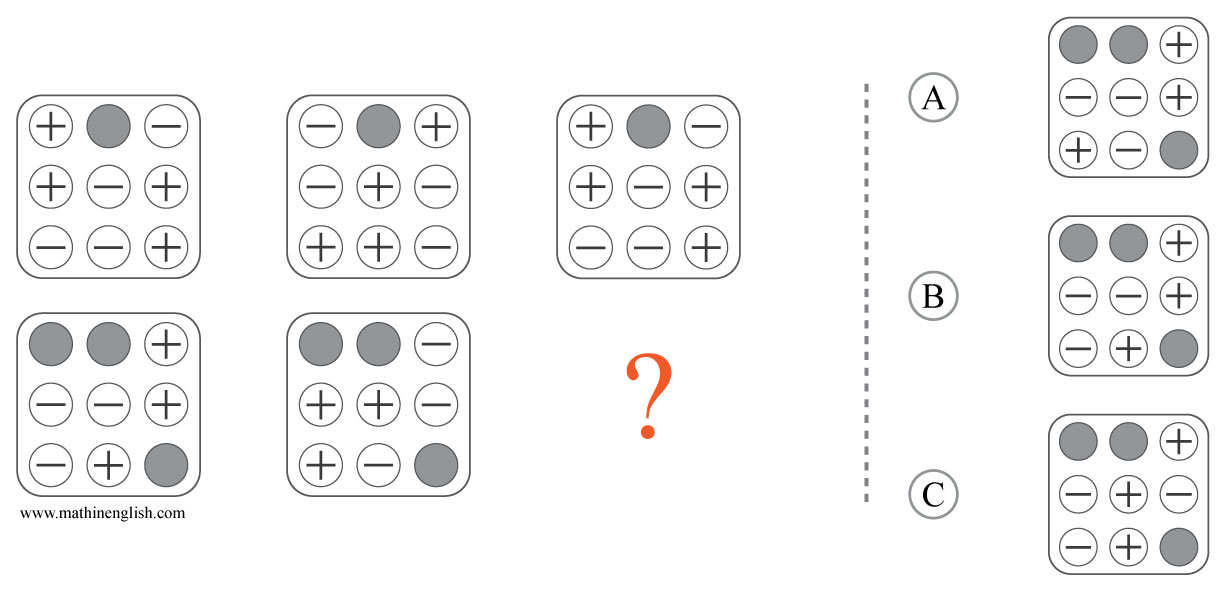 + −
+ − +
− − +
− +
− + −
+ + −
+ −
+ − +
− − +
+
− − +
− +
−
+ + −
+ −
?
www.mathinenglish.com
A
+
− − +
+ −
B
+
− − +
− +
C
+
− + −
− +